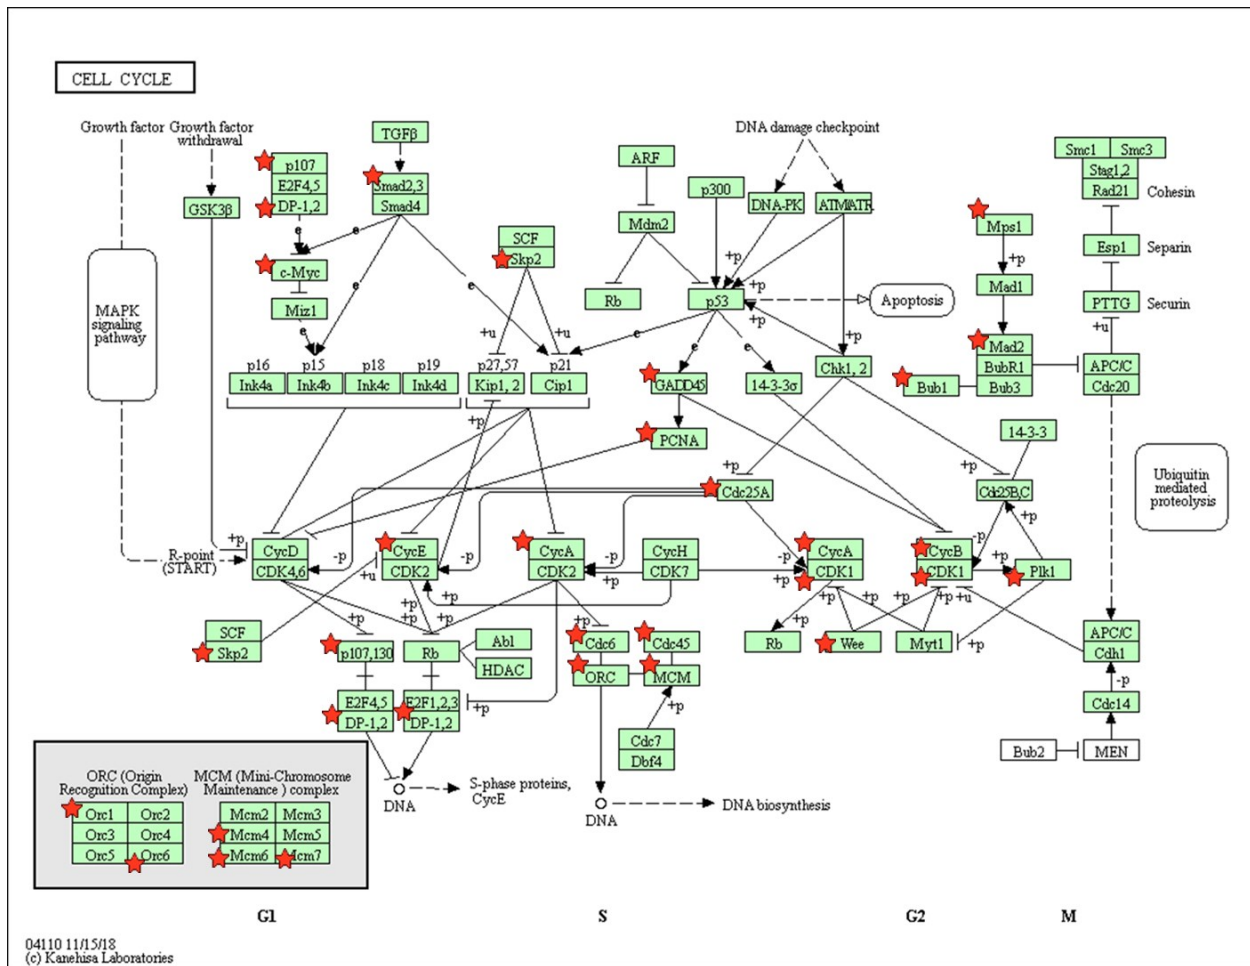 CELL CYCLE
Growth factor
Growth factor
withdrawal
TGFβ
DNA damage checkpoint
p107
E2F4,5
DP-1,2
Smad2,3
Smad4
GSK3β
ARF
p300
DNA-PK
ATM/ATR
Smc1
Smc3
Stag1,2
Rad21
Cohesin
SCF
Skp2
Mdm2
Mps1
e
e
e
+p
+p
+p
c-Myc
Miz1
MAPK
signaling
pathway
Rb
p53
Apoptosis
Mad1
Esp1
Separin
PTTG
Securin
e
e
e
+u
+u
e
e
e
+p
+p
+u
p16
p15
p18
p19
p27,57
p21
Ink4a
Ink4b
Ink4c
Ink4d
Kip1, 2
Cip1
GADD45
14-3-3σ
Chk1, 2
Mad2
BubR1
Bub3
Bub1
APC/C
Cdc20
+p
PCNA
14-3-3
Ubiquitin
mediated
proteolysis
+p
+p
Cdc25A
Cdc25B,C
+p
R-point
(START)
+p
CycD
CDK4,6
-p
CycE
CDK2
-p
CycA
CDK2
-p
+p
CycH
CDK7
-p
+p
CycA
CDK1
CycB
CDK1
-p
+p
Plk1
+u
+p
+p
+p
+p
+p
+p
+p
+u
SCF
Skp2
p107,130
Rb
Abl
HDAC
Cdc6
Cdc45
ORC
MCM
Rb
Wee
Myt1
+p
APC/C
Cdh1
-p
E2F4,5
DP-1,2
E2F1,2,3
DP-1,2
+p
+p
Cdc7
Dbf4
Cdc14
Bub2
MEN
DNA
S-phase proteins,
CycE
DNA
DNA biosynthesis
ORC (Origin
Recognition Complex)
Orc1
Orc2
Orc3
Orc4
Orc5
Orc6
MCM (Mini-Chromosome
Maintenance ) complex
Mcm2
Mcm3
Mcm4
Mcm5
Mcm6
Mcm7
G1
S
G2
M
04110 11/15/18
(c) Kanehisa Laboratories